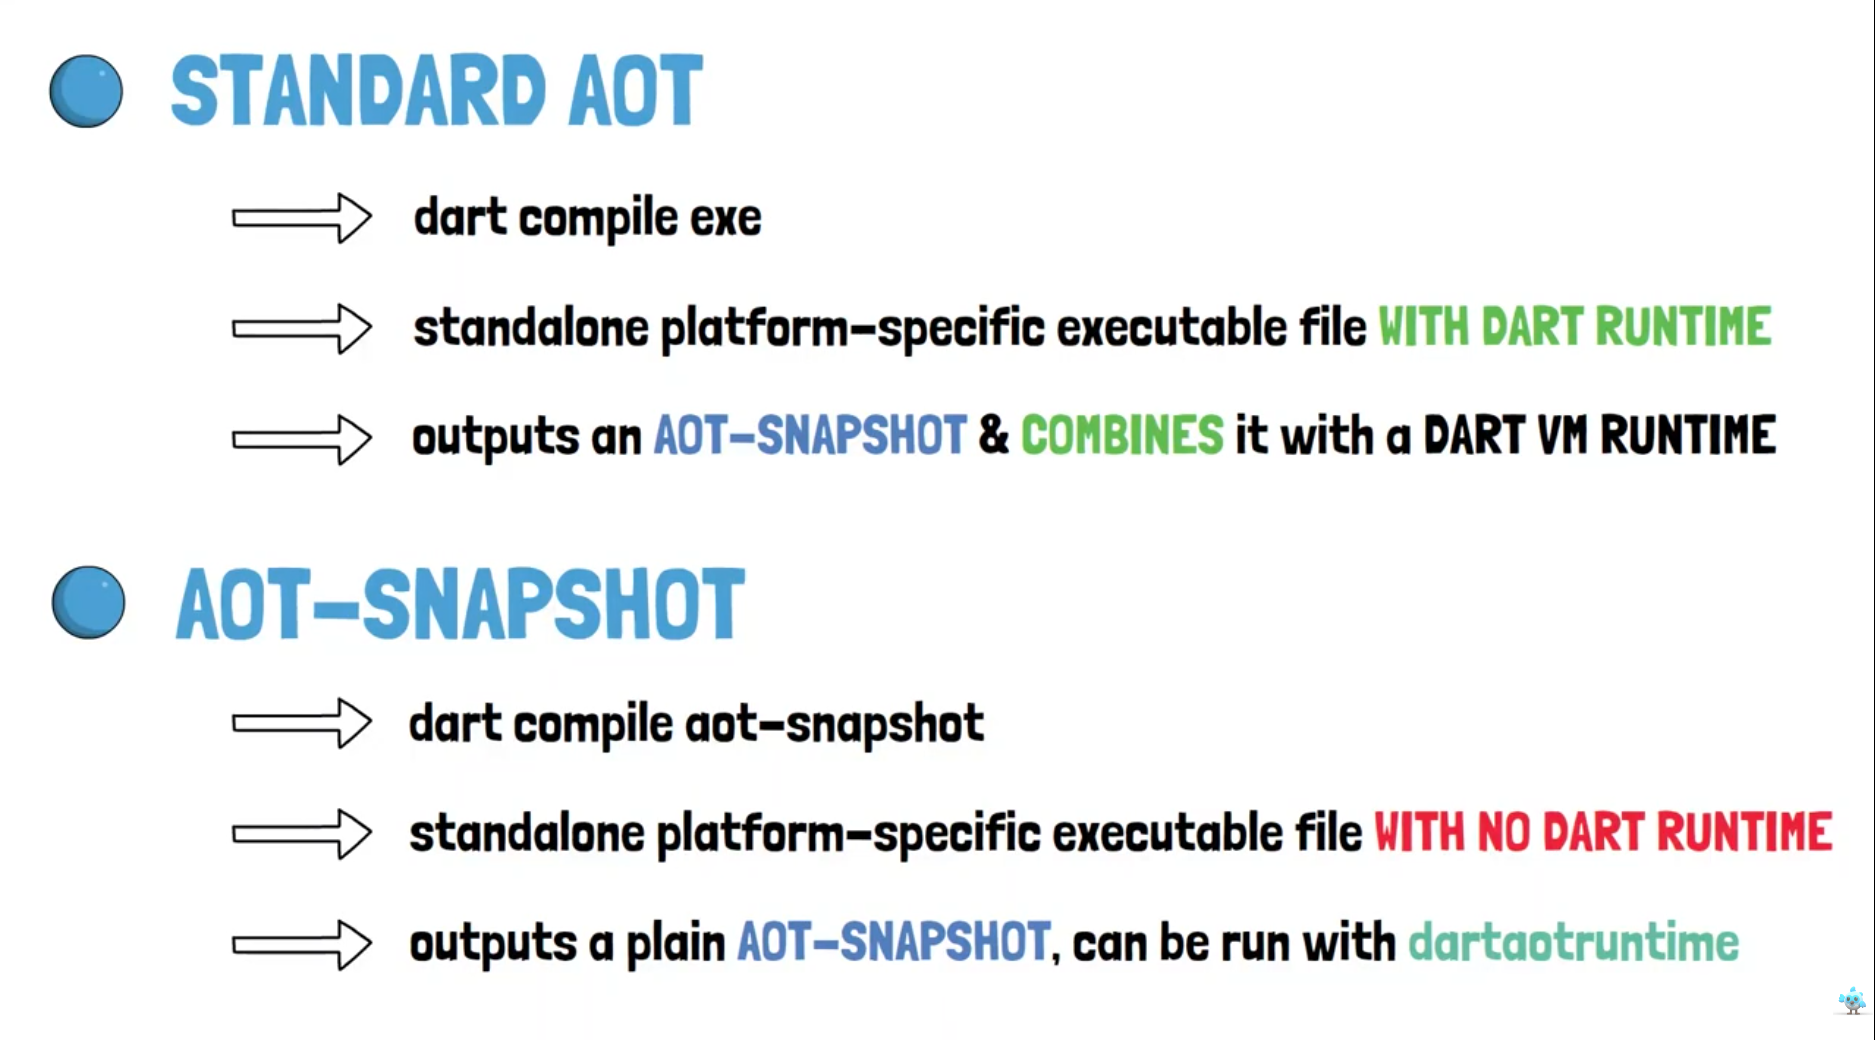 STANDARD AOT
dart compile exe
standalone platform-specific executable file WITH DART RUNTIME
outputs an AOT-SNAPSHOT & COMBINES it with a DART VM RUNTIME
AOT-SNAPSHOT
dart compile aot-snapshot
standalone platform-specific executable file WITH NO DART RUNTIME
outputs a plain AOT-SNAPSHOT, can be run with dartaotruntime